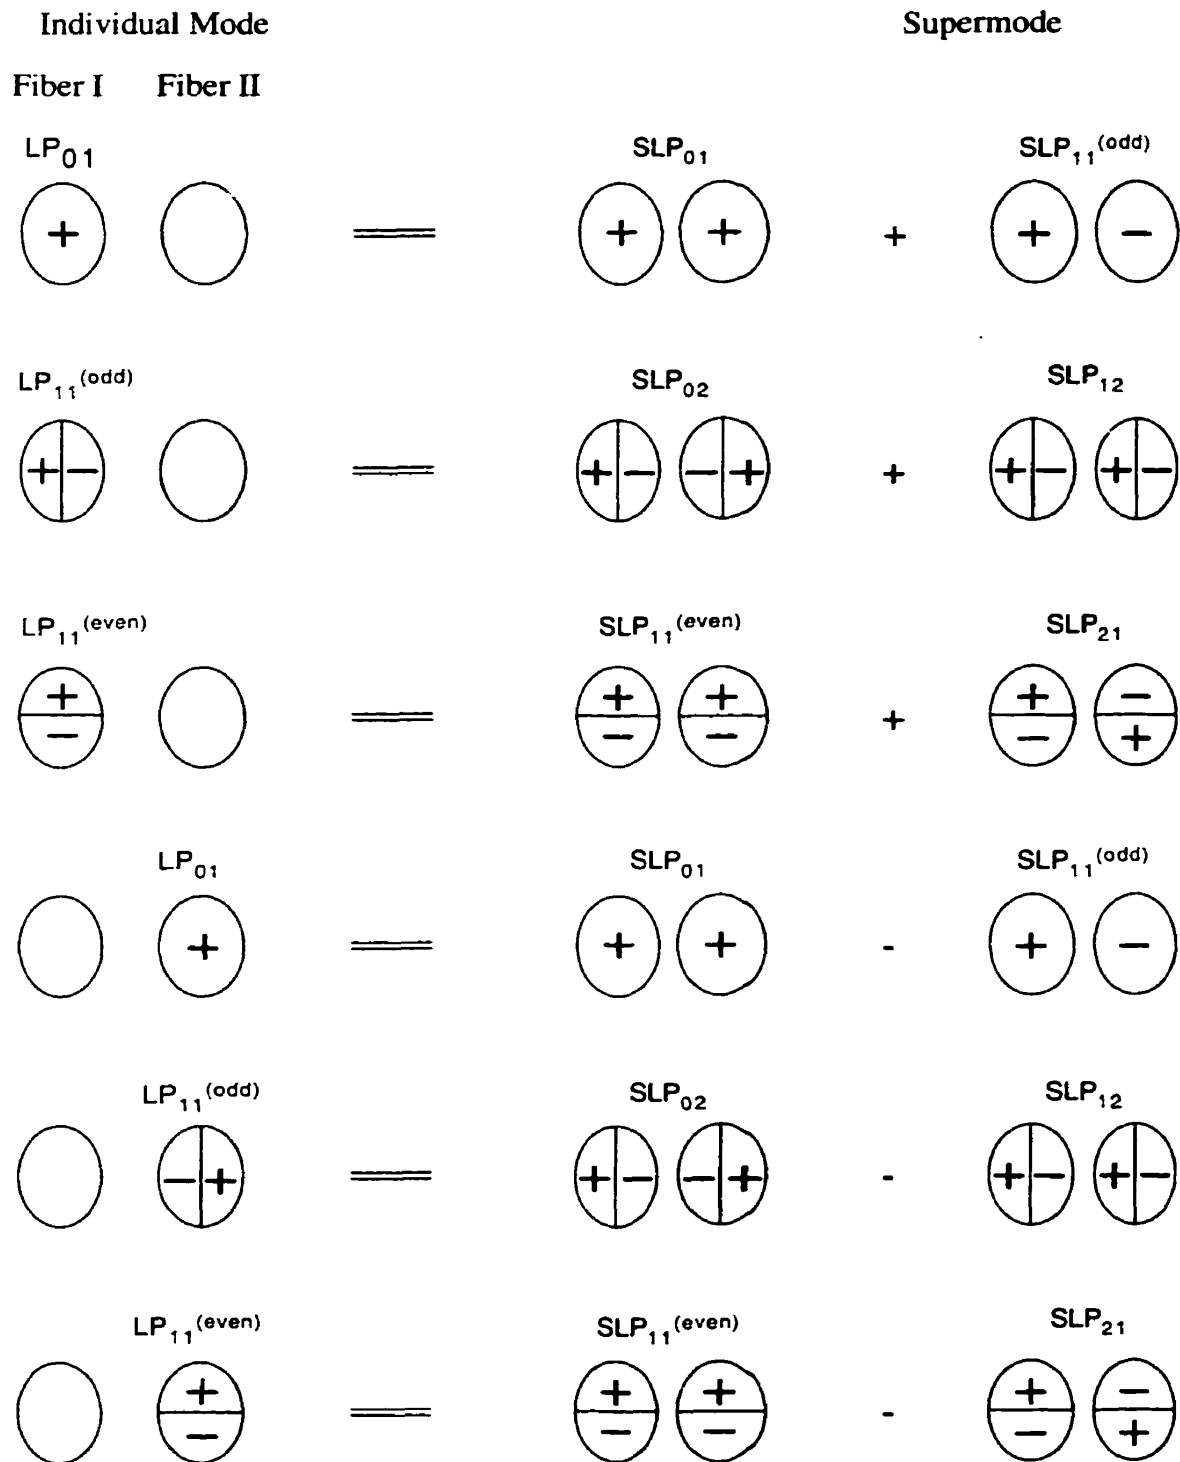 Individual Mode Supermode
Fiber I Fiber II
LP01 SLP01 SLP11(odd)
+ = + + + + −
LP11(odd) SLP02 SLP12
+ − = + − − + + + − + −
LP11(even) SLP11(even) SLP21
+ + + + −
= +
− − − − +
LP01 SLP01 SLP11(odd)
+ = + + - + −
LP11(odd) SLP02 SLP12
− + = + − − + - + − + −
LP11(even) SLP11(even) SLP21
+ + + + −
= -
− − − − +